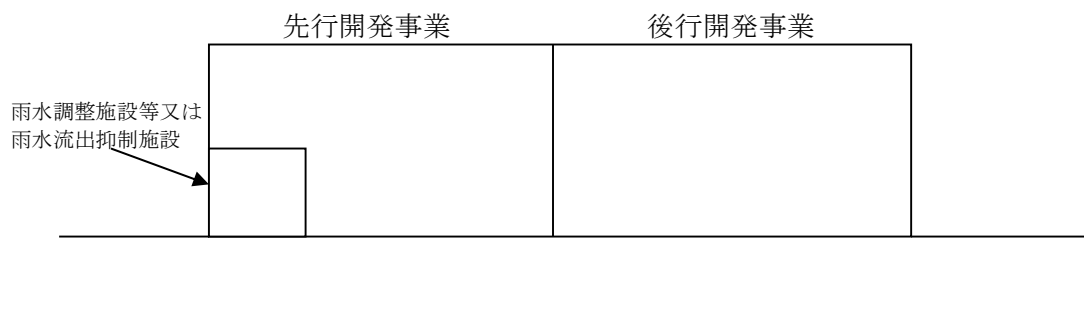 先行開発事業
後行開発事業
雨水調整施設等又は
雨水流出抑制施設